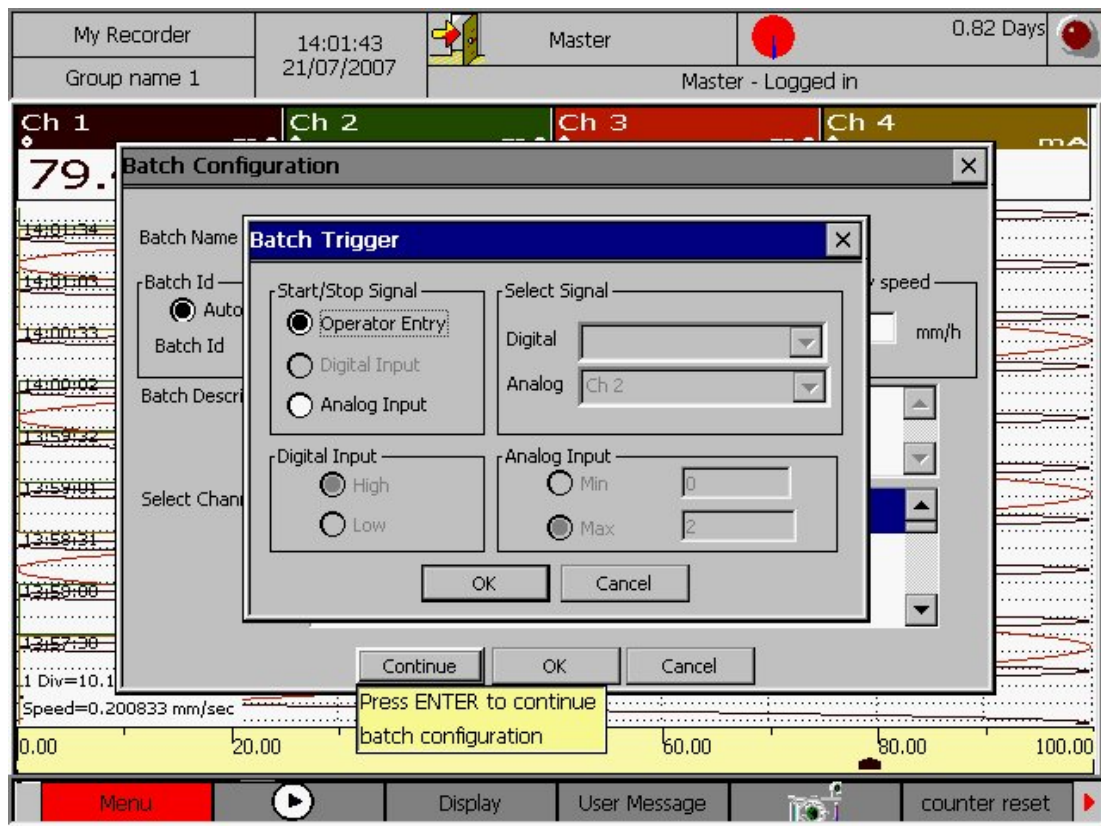 My Recorder
Group name 1
14:01:43
21/07/2007
Master
0.82 Days
Master - Logged in
Ch 1
Ch 2
Ch 3
Ch 4
mA
79.
Batch Configuration
Batch Name
Batch Id
Auto
Batch Id
speed
mm/h
Batch Descri
Select Chann
Batch Trigger
Start/Stop Signal
Operator Entry
Digital Input
Analog Input
Select Signal
Digital
Analog
Ch 2
Digital Input
High
Low
Analog Input
Min
0
Max
2
OK
Cancel
Continue
OK
Cancel
Press ENTER to continue
batch configuration
14:01:34
14:01:03
14:00:33
14:00:02
13:59:32
13:59:01
13:58:31
13:58:00
13:57:30
1 Div=10.1
Speed=0.200833 mm/sec
0.00
20.00
60.00
80.00
100.00
Menu
Display
User Message
counter reset